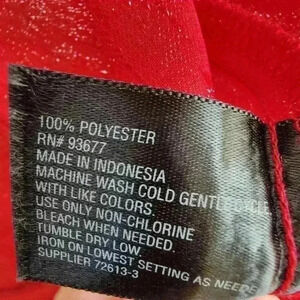 100% POLYESTER
RN# 93677
MADE IN INDONESIA
MACHINE WASH COLD GENTLE CYCLE
WITH LIKE COLORS.
USE ONLY NON-CHLORINE
BLEACH WHEN NEEDED.
TUMBLE DRY LOW.
IRON ON LOWEST SETTING AS NEEDE
SUPPLIER 72613-3